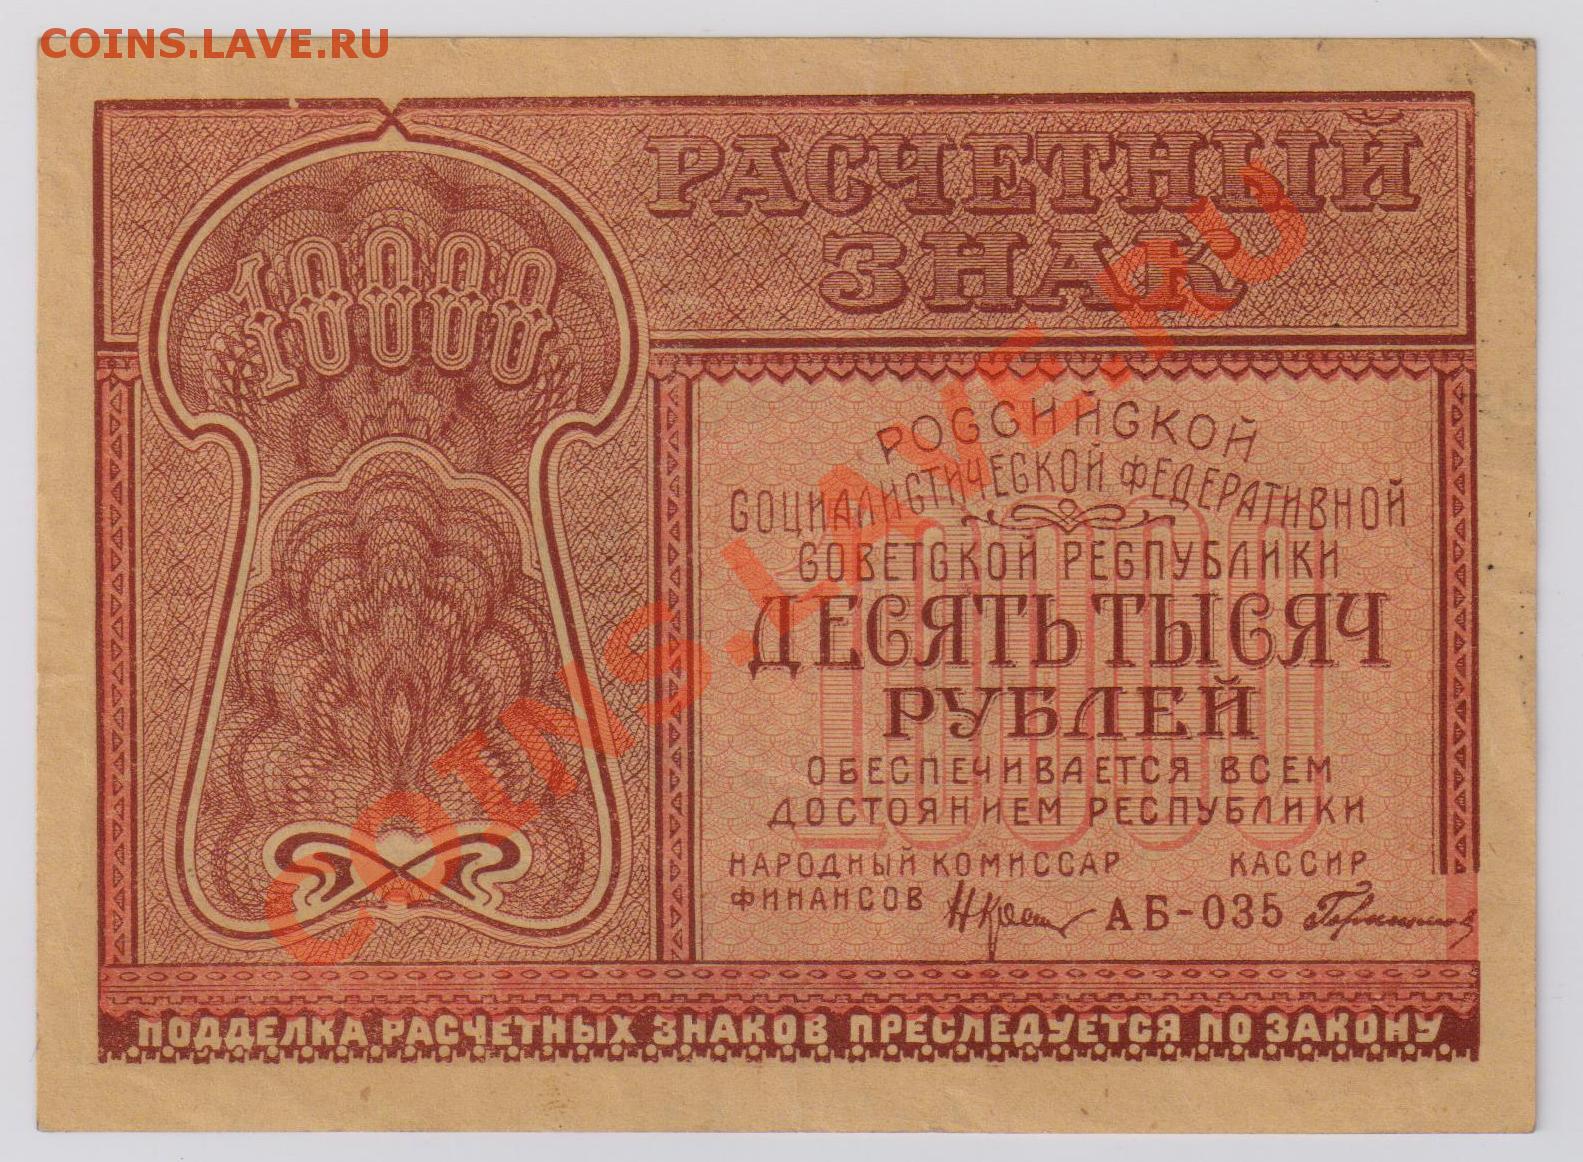 COINS.LAVE.RU
РАСЧЕТНЫЙ
ЗНАК
10000
РОССИЙСКОЙ
СОЦИАЛИСТИЧЕСКОЙ ФЕДЕРАТИВНОЙ
СОВЕТСКОЙ РЕСПУБЛИКИ
ДЕСЯТЬ ТЫСЯЧ
РУБЛЕЙ
10000
ОБЕСПЕЧИВАЕТСЯ ВСЕМ
ДОСТОЯНИЕМ РЕСПУБЛИКИ
НАРОДНЫЙ КОМИССАР КАССИР
ФИНАНСОВ АБ-035
ПОДДЕЛКА РАСЧЕТНЫХ ЗНАКОВ ПРЕСЛЕДУЕТСЯ ПО ЗАКОНУ.
COINS.LAVE.RU